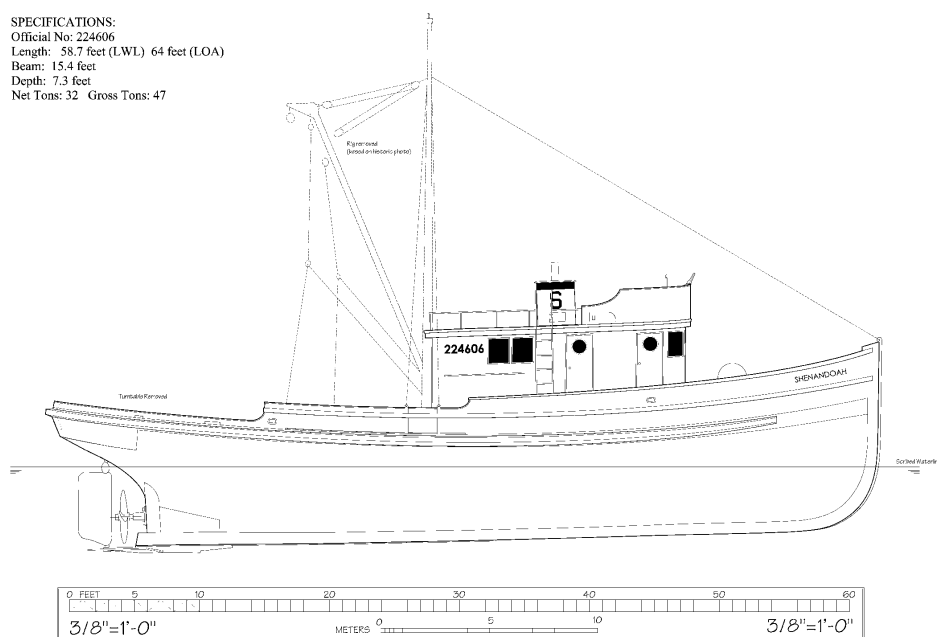 SPECIFICATIONS:
Official No: 224606
Length: 58.7 feet (LWL) 64 feet (LOA)
Beam: 15.4 feet
Depth: 7.3 feet
Net Tons: 32 Gross Tons: 47
Rig removed
(based on historic photo)
S
224606
SHENANDOAH
Turntable Removed
Scribed Waterline
0 FEET 5 10 20 30 40 50 60
3/8"=1'-0"
METERS 0 5 10
3/8"=1'-0"